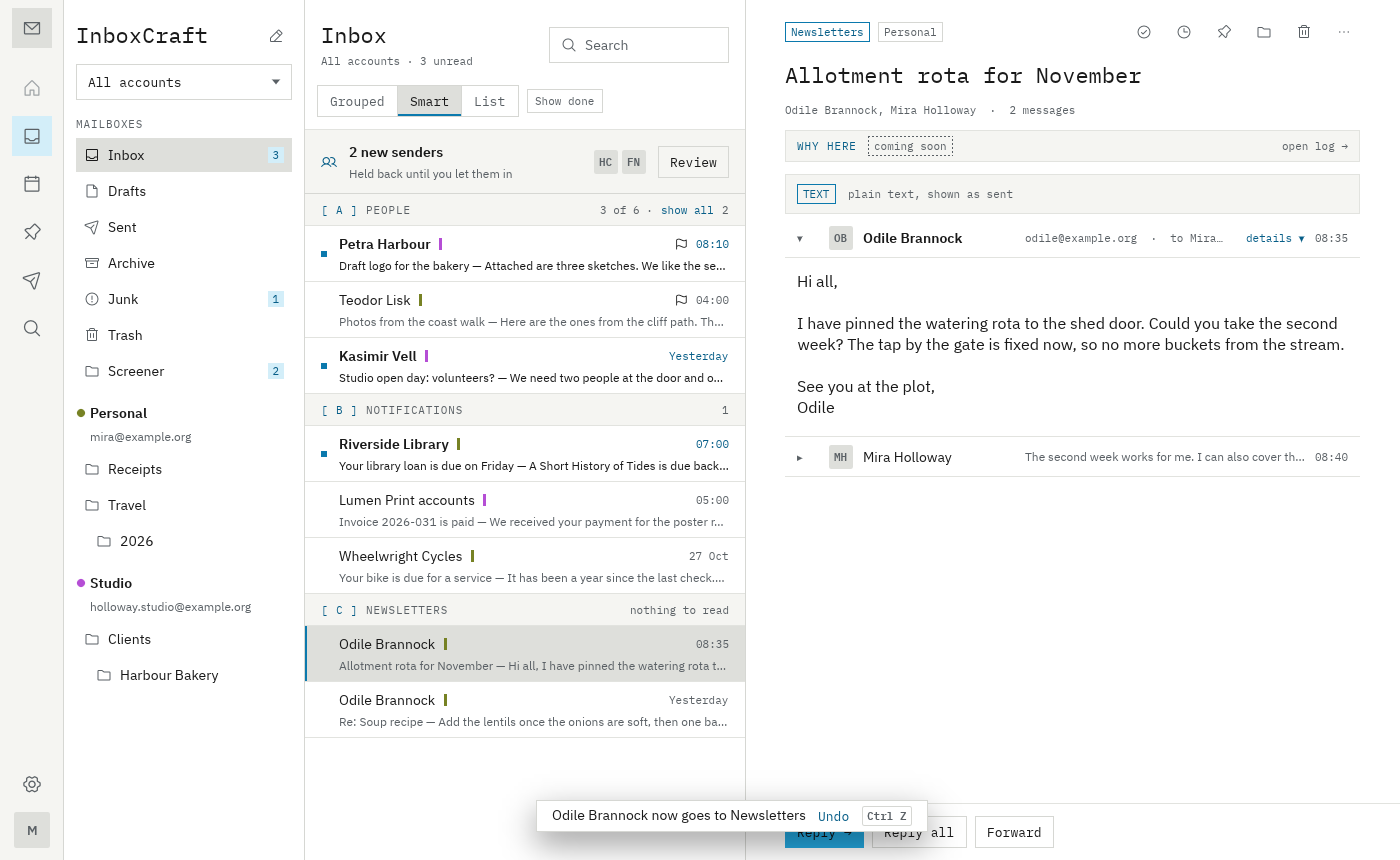 InboxCraft
All accounts
MAILBOXES
Inbox 3
Drafts
Sent
Archive
Junk 1
Trash
Screener 2
Personal
mira@example.org
Receipts
Travel
2026
Studio
holloway.studio@example.org
Clients
Harbour Bakery
M
Inbox
All accounts · 3 unread
Search
Grouped Smart List Show done
2 new senders
Held back until you let them in
HC FN Review
[ A ] PEOPLE 3 of 6 · show all 2
Petra Harbour 08:10
Draft logo for the bakery — Attached are three sketches. We like the se…
Teodor Lisk 04:00
Photos from the coast walk — Here are the ones from the cliff path. Th…
Kasimir Vell Yesterday
Studio open day: volunteers? — We need two people at the door and o…
[ B ] NOTIFICATIONS 1
Riverside Library 07:00
Your library loan is due on Friday — A Short History of Tides is due back…
Lumen Print accounts 05:00
Invoice 2026-031 is paid — We received your payment for the poster r…
Wheelwright Cycles 27 Oct
Your bike is due for a service — It has been a year since the last check.…
[ C ] NEWSLETTERS nothing to read
Odile Brannock 08:35
Allotment rota for November — Hi all, I have pinned the watering rota t…
Odile Brannock Yesterday
Re: Soup recipe — Add the lentils once the onions are soft, then one ba…
Newsletters Personal
Allotment rota for November
Odile Brannock, Mira Holloway · 2 messages
WHY HERE coming soon open log →
TEXT plain text, shown as sent
▾ OB Odile Brannock odile@example.org · to Mira… details ▾ 08:35
Hi all,
I have pinned the watering rota to the shed door. Could you take the second
week? The tap by the gate is fixed now, so no more buckets from the stream.
See you at the plot,
Odile
▸ MH Mira Holloway The second week works for me. I can also cover th… 08:40
Odile Brannock now goes to Newsletters Undo Ctrl Z
Reply → Reply all Forward